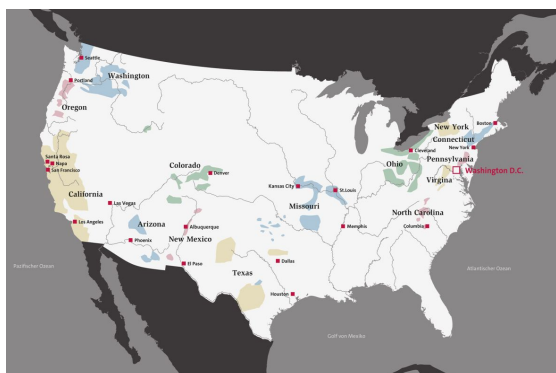 Seattle
Washington
Portland
Oregon
Boston
New York
Connecticut
New York
Cleveland
Pennsylvania
Ohio
Washington D.C.
Virginia
Santa Rosa
Napa
San Francisco
Colorado
Denver
Kansas City
St.Louis
California
Las Vegas
Missouri
Arizona
Albuquerque
North Carolina
Los Angeles
Memphis
Columbia
Phoenix
New Mexico
El Paso
Dallas
Texas
Houston
Pazifischer Ozean
Atlantischer Ozean
Golf von Mexiko